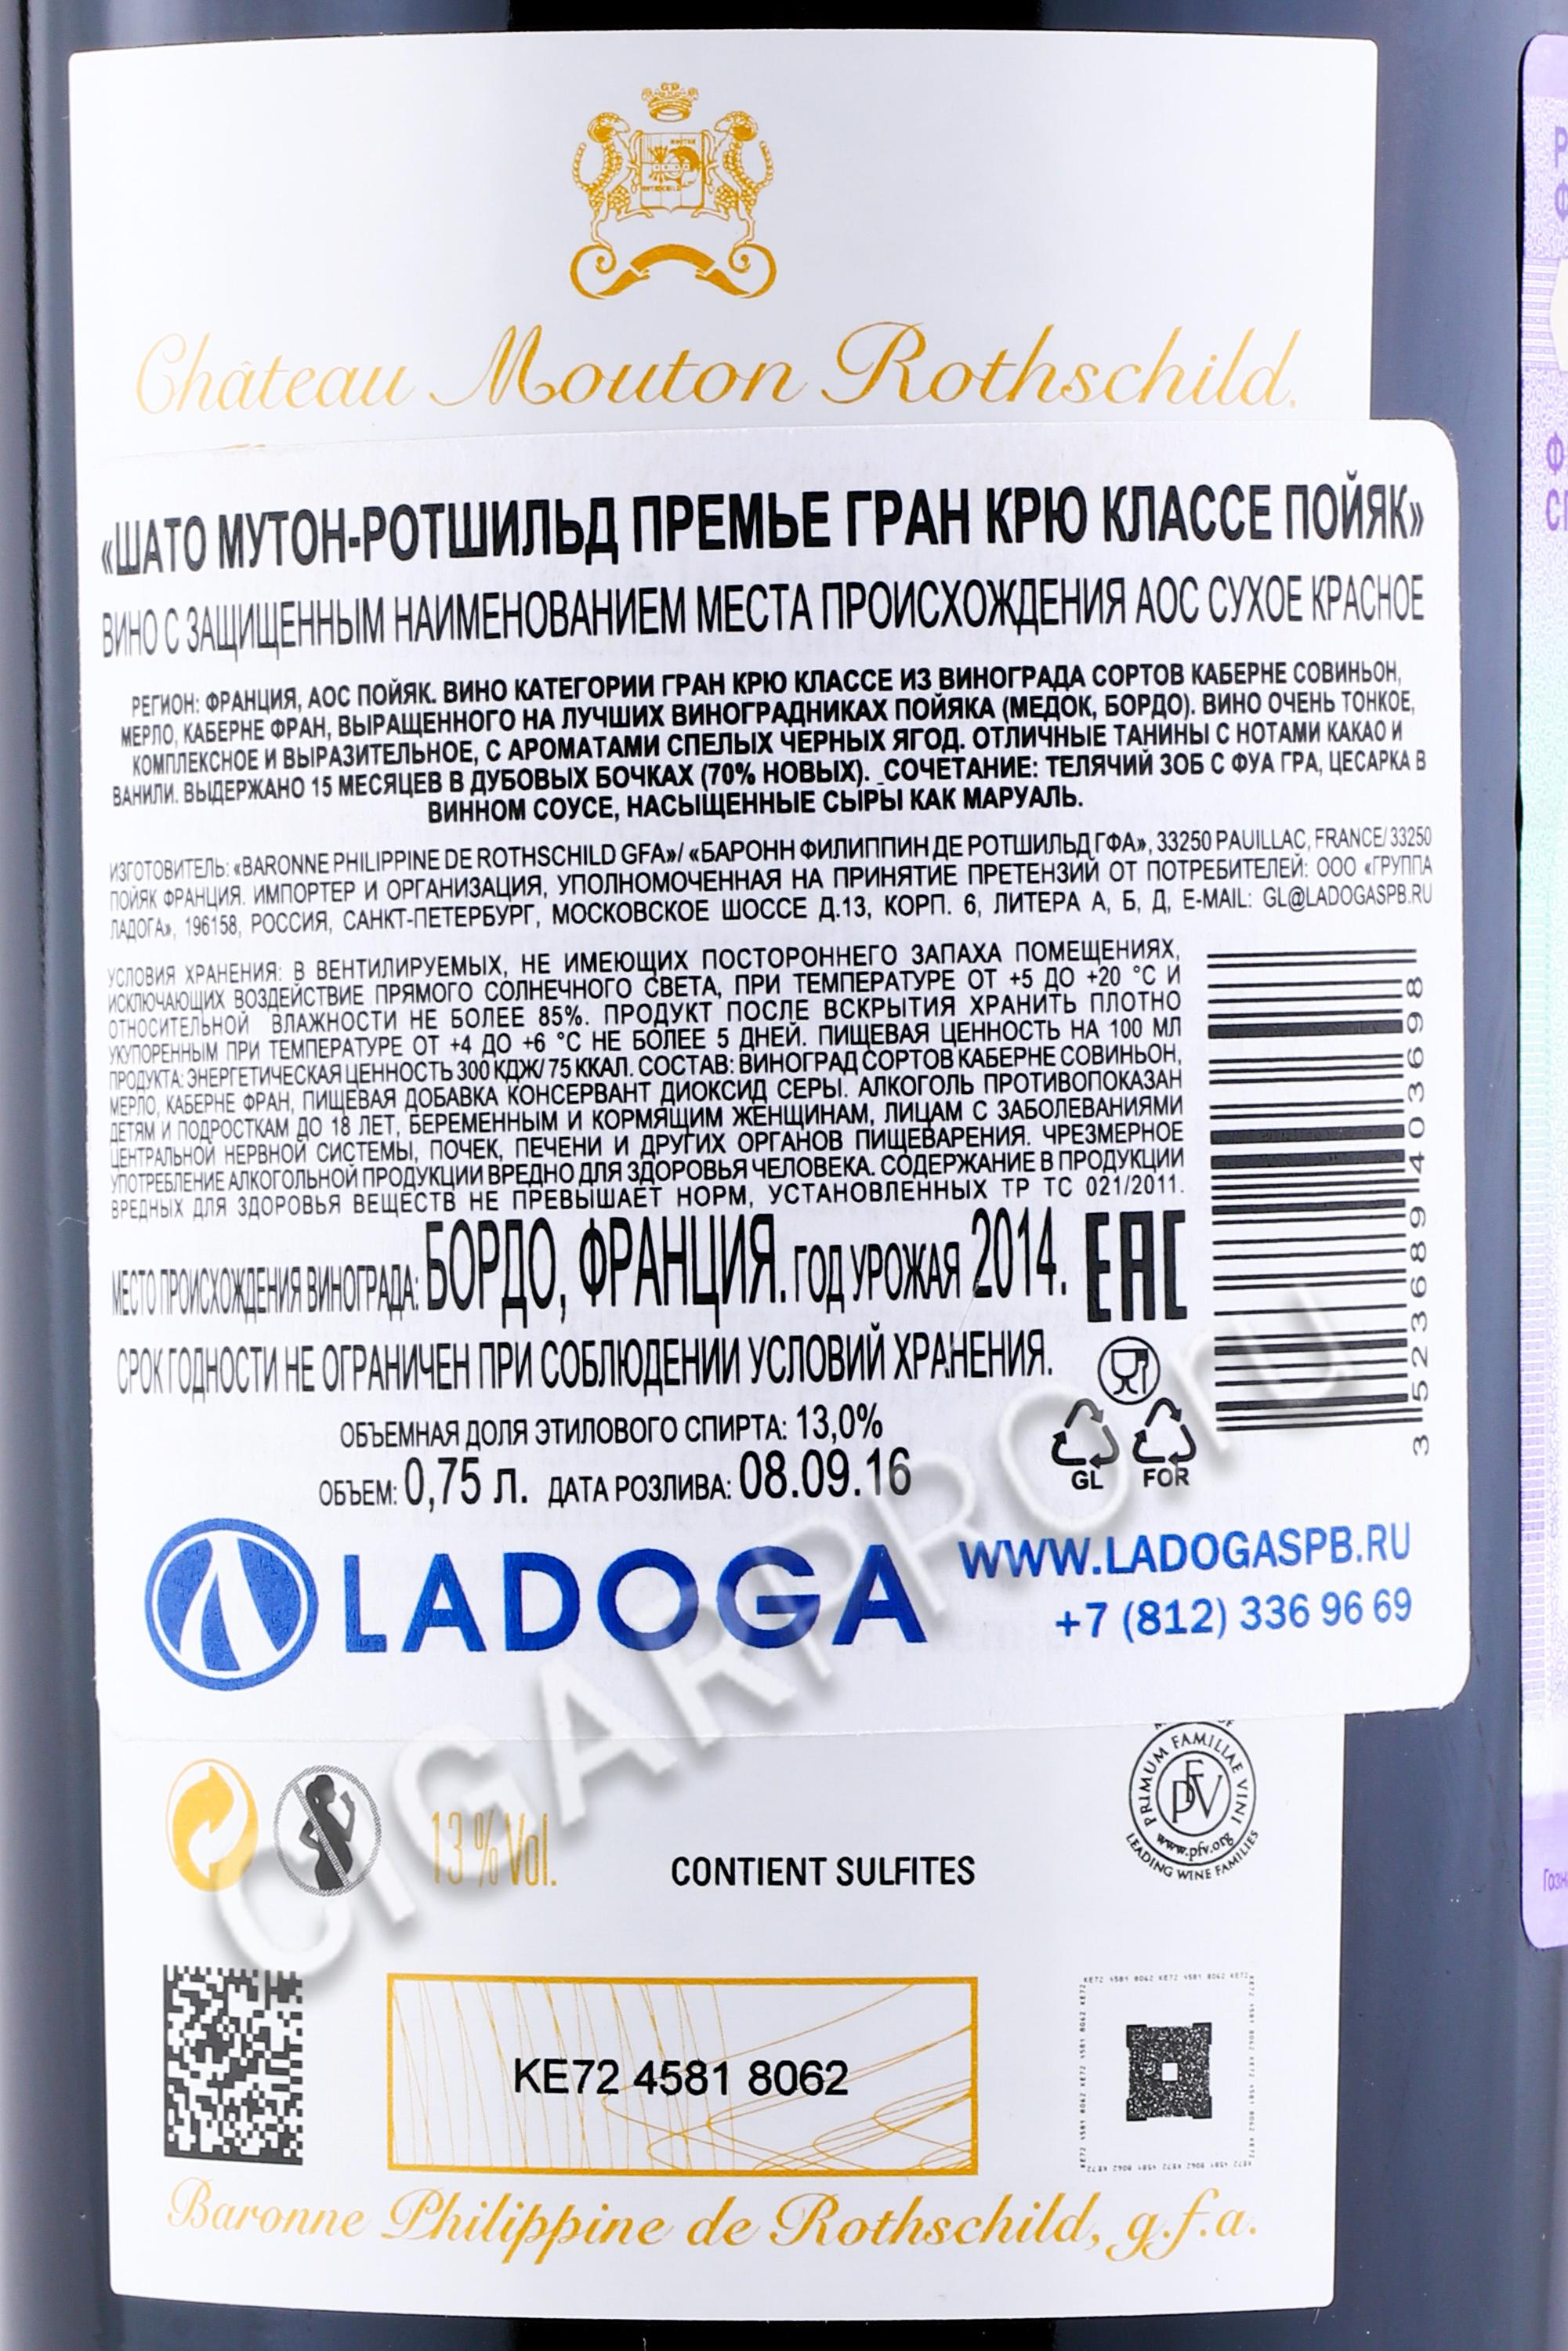 Château Mouton Rothschild.
«ШАТО МУТОН-РОТШИЛЬД ПРЕМЬЕ ГРАН КРЮ КЛАССЕ ПОЙЯК»
ВИНО С ЗАЩИЩЕННЫМ НАИМЕНОВАНИЕМ МЕСТА ПРОИСХОЖДЕНИЯ АОС СУХОЕ КРАСНОЕ
РЕГИОН: ФРАНЦИЯ, АОС ПОЙЯК. ВИНО КАТЕГОРИИ ГРАН КРЮ КЛАССЕ ИЗ ВИНОГРАДА СОРТОВ КАБЕРНЕ СОВИНЬОН,
МЕРЛО, КАБЕРНЕ ФРАН, ВЫРАЩЕННОГО НА ЛУЧШИХ ВИНОГРАДНИКАХ ПОЙЯКА (МЕДОК, БОРДО). ВИНО ОЧЕНЬ ТОНКОЕ,
КОМПЛЕКСНОЕ И ВЫРАЗИТЕЛЬНОЕ, С АРОМАТАМИ СПЕЛЫХ ЧЕРНЫХ ЯГОД. ОТЛИЧНЫЕ ТАНИНЫ С НОТАМИ КАКАО И
ВАНИЛИ. ВЫДЕРЖАНО 15 МЕСЯЦЕВ В ДУБОВЫХ БОЧКАХ (70% НОВЫХ). СОЧЕТАНИЕ: ТЕЛЯЧИЙ ЗОБ С ФУА ГРА, ЦЕСАРКА В
ВИННОМ СОУСЕ, НАСЫЩЕННЫЕ СЫРЫ КАК МАРУАЛЬ.
ИЗГОТОВИТЕЛЬ: «BARONNE PHILIPPINE DE ROTHSCHILD GFA»/ «БАРОНН ФИЛИППИН ДЕ РОТШИЛЬД ГФА», 33250 PAUILLAC, FRANCE/ 33250
ПОЙЯК ФРАНЦИЯ. ИМПОРТЕР И ОРГАНИЗАЦИЯ, УПОЛНОМОЧЕННАЯ НА ПРИНЯТИЕ ПРЕТЕНЗИЙ ОТ ПОТРЕБИТЕЛЕЙ: ООО «ГРУППА
ЛАДОГА», 196158, РОССИЯ, САНКТ-ПЕТЕРБУРГ, МОСКОВСКОЕ ШОССЕ Д.13, КОРП. 6, ЛИТЕРА А, Б, Д, E-MAIL: GL@LADOGASPB.RU
УСЛОВИЯ ХРАНЕНИЯ: В ВЕНТИЛИРУЕМЫХ, НЕ ИМЕЮЩИХ ПОСТОРОННЕГО ЗАПАХА ПОМЕЩЕНИЯХ,
ИСКЛЮЧАЮЩИХ ВОЗДЕЙСТВИЕ ПРЯМОГО СОЛНЕЧНОГО СВЕТА, ПРИ ТЕМПЕРАТУРЕ ОТ +5 ДО +20 °C И
ОТНОСИТЕЛЬНОЙ ВЛАЖНОСТИ НЕ БОЛЕЕ 85%. ПРОДУКТ ПОСЛЕ ВСКРЫТИЯ ХРАНИТЬ ПЛОТНО
УКУПОРЕННЫМ ПРИ ТЕМПЕРАТУРЕ ОТ +4 ДО +6 °C НЕ БОЛЕЕ 5 ДНЕЙ. ПИЩЕВАЯ ЦЕННОСТЬ НА 100 МЛ
ПРОДУКТА: ЭНЕРГЕТИЧЕСКАЯ ЦЕННОСТЬ 300 КДЖ/ 75 ККАЛ. СОСТАВ: ВИНОГРАД СОРТОВ КАБЕРНЕ СОВИНЬОН,
МЕРЛО, КАБЕРНЕ ФРАН, ПИЩЕВАЯ ДОБАВКА КОНСЕРВАНТ ДИОКСИД СЕРЫ. АЛКОГОЛЬ ПРОТИВОПОКАЗАН
ДЕТЯМ И ПОДРОСТКАМ ДО 18 ЛЕТ, БЕРЕМЕННЫМ И КОРМЯЩИМ ЖЕНЩИНАМ, ЛИЦАМ С ЗАБОЛЕВАНИЯМИ
ЦЕНТРАЛЬНОЙ НЕРВНОЙ СИСТЕМЫ, ПОЧЕК, ПЕЧЕНИ И ДРУГИХ ОРГАНОВ ПИЩЕВАРЕНИЯ. ЧРЕЗМЕРНОЕ
УПОТРЕБЛЕНИЕ АЛКОГОЛЬНОЙ ПРОДУКЦИИ ВРЕДНО ДЛЯ ЗДОРОВЬЯ ЧЕЛОВЕКА. СОДЕРЖАНИЕ В ПРОДУКЦИИ
ВРЕДНЫХ ДЛЯ ЗДОРОВЬЯ ВЕЩЕСТВ НЕ ПРЕВЫШАЕТ НОРМ, УСТАНОВЛЕННЫХ ТР ТС 021/2011.
3 523689 403698
МЕСТО ПРОИСХОЖДЕНИЯ ВИНОГРАДА: БОРДО, ФРАНЦИЯ. ГОД УРОЖАЯ 2014. EAC
СРОК ГОДНОСТИ НЕ ОГРАНИЧЕН ПРИ СОБЛЮДЕНИИ УСЛОВИЙ ХРАНЕНИЯ.
ОБЪЕМНАЯ ДОЛЯ ЭТИЛОВОГО СПИРТА: 13,0%
ОБЪЕМ: 0,75 Л. ДАТА РОЗЛИВА: 08.09.16
GL FOR
LADOGA
WWW.LADOGASPB.RU
+7 (812) 336 96 69
CIGARPRO.ru
13%Vol.
CONTIENT SULFITES
PRIMUM FAMILIAE VINI
PFV
www.pfv.org
LEADING WINE FAMILIES
KE72 4581 8062
KE72 4581 8062 KE72 4581 8062 KE72
Baronne Philippine de Rothschild, g.f.a.